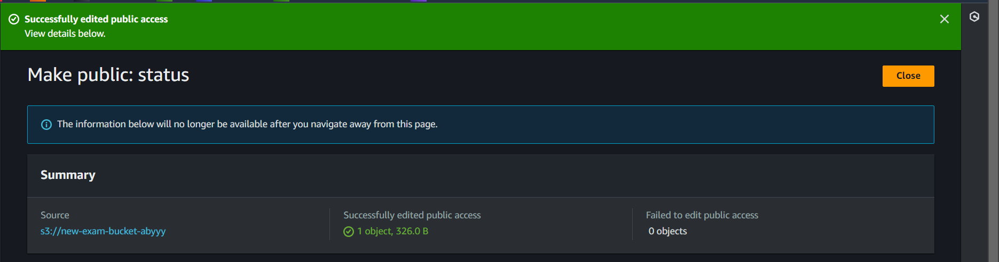 Successfully edited public access
View details below.
Make public: status
Close
The information below will no longer be available after you navigate away from this page.
Summary
Source
s3://new-exam-bucket-abyyy
Successfully edited public access
1 object, 326.0 B
Failed to edit public access
0 objects